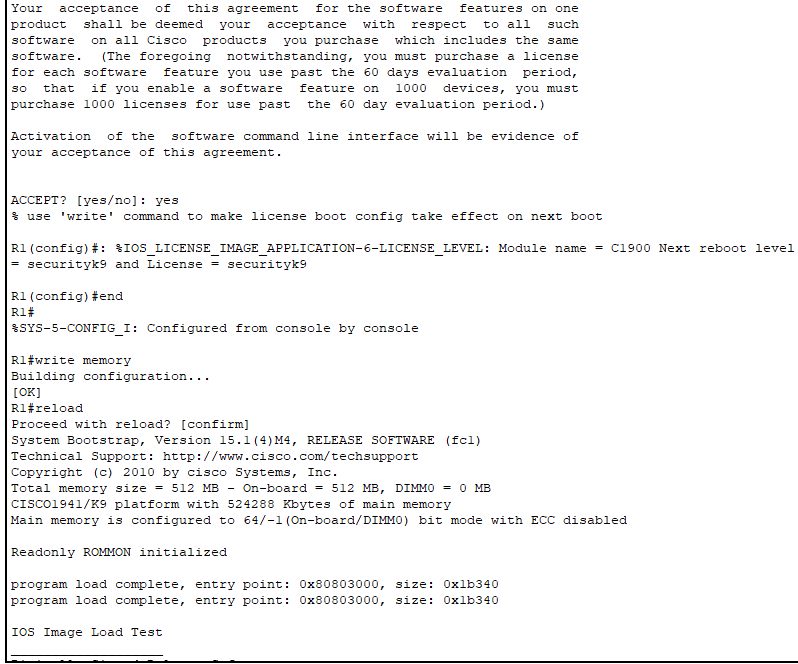 Your acceptance of this agreement for the software features on one
product shall be deemed your acceptance with respect to all such
software on all Cisco products you purchase which includes the same
software. (The foregoing notwithstanding, you must purchase a license
for each software feature you use past the 60 days evaluation period,
so that if you enable a software feature on 1000 devices, you must
purchase 1000 licenses for use past the 60 day evaluation period.)
Activation of the software command line interface will be evidence of
your acceptance of this agreement.
ACCEPT? [yes/no]: yes
% use 'write' command to make license boot config take effect on next boot
R1(config)#: %IOS_LICENSE_IMAGE_APPLICATION-6-LICENSE_LEVEL: Module name = C1900 Next reboot level
= securityk9 and License = securityk9
R1(config)#end
R1#
%SYS-5-CONFIG_I: Configured from console by console
R1#write memory
Building configuration...
[OK]
R1#reload
Proceed with reload? [confirm]
System Bootstrap, Version 15.1(4)M4, RELEASE SOFTWARE (fc1)
Technical Support: http://www.cisco.com/techsupport
Copyright (c) 2010 by cisco Systems, Inc.
Total memory size = 512 MB - On-board = 512 MB, DIMM0 = 0 MB
CISCO1941/K9 platform with 524288 Kbytes of main memory
Main memory is configured to 64/-1(On-board/DIMM0) bit mode with ECC disabled
Readonly ROMMON initialized
program load complete, entry point: 0x80803000, size: 0x1b340
program load complete, entry point: 0x80803000, size: 0x1b340
IOS Image Load Test